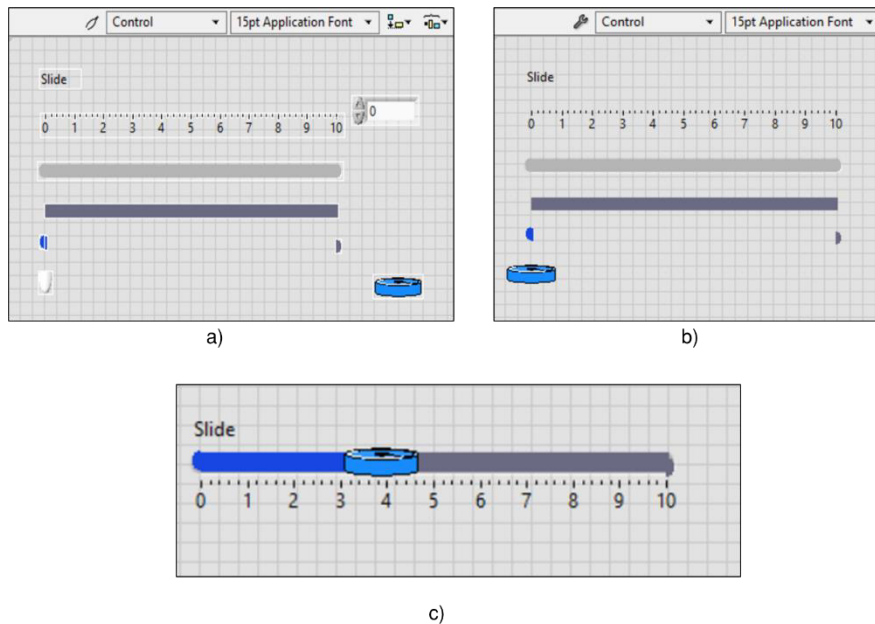 Control 15pt Application Font
Slide
0
0 1 2 3 4 5 6 7 8 9 10
a)
Control 15pt Application Font
Slide
0 1 2 3 4 5 6 7 8 9 10
b)
Slide
0 1 2 3 4 5 6 7 8 9 10
c)